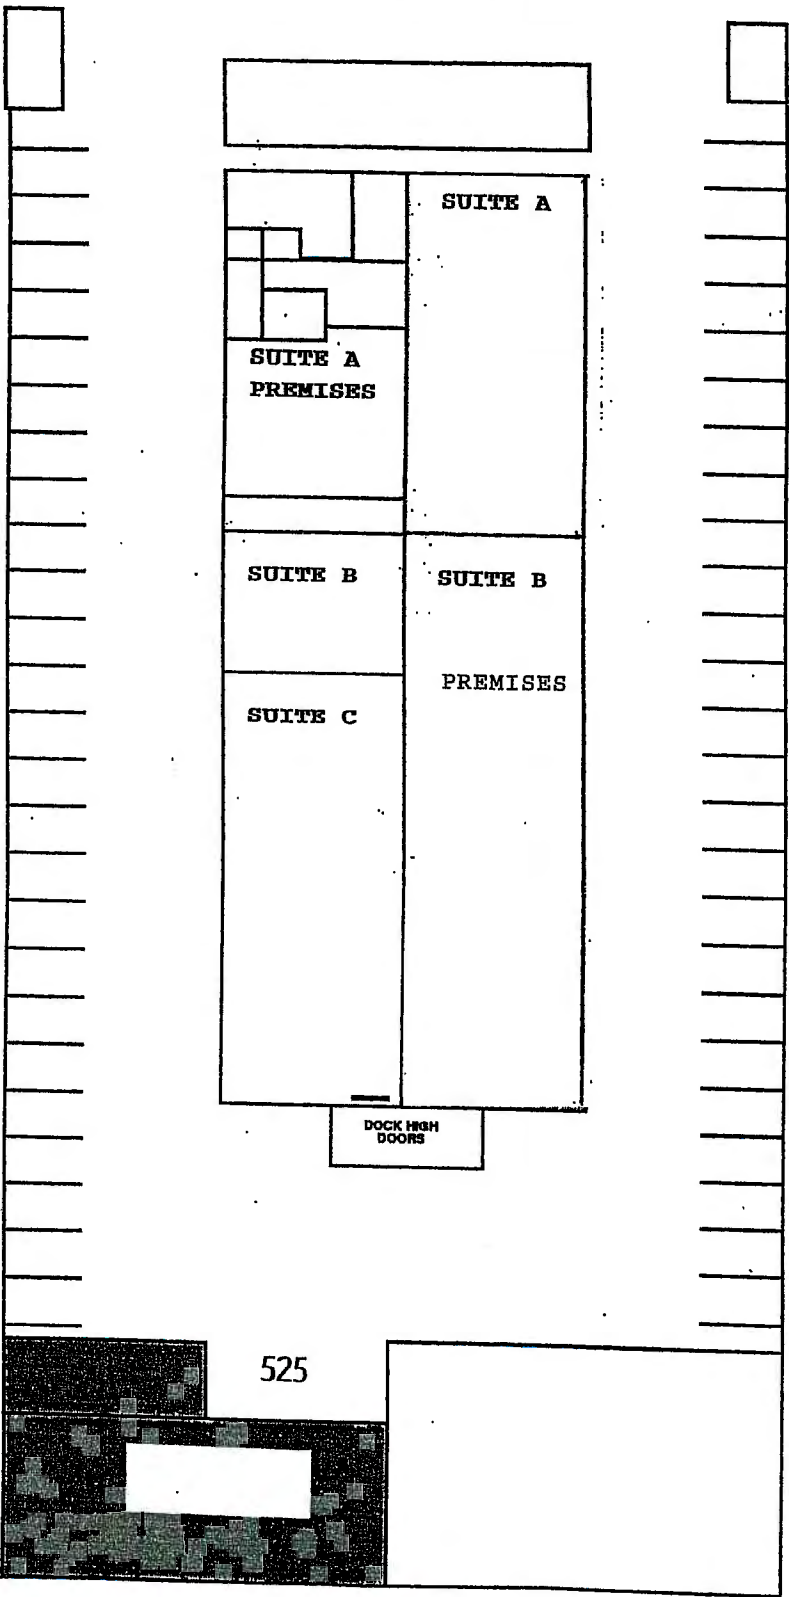 SUITE A
SUITE A
PREMISES
SUITE B
SUITE B
PREMISES
SUITE C
DOCK HIGH
DOORS
525